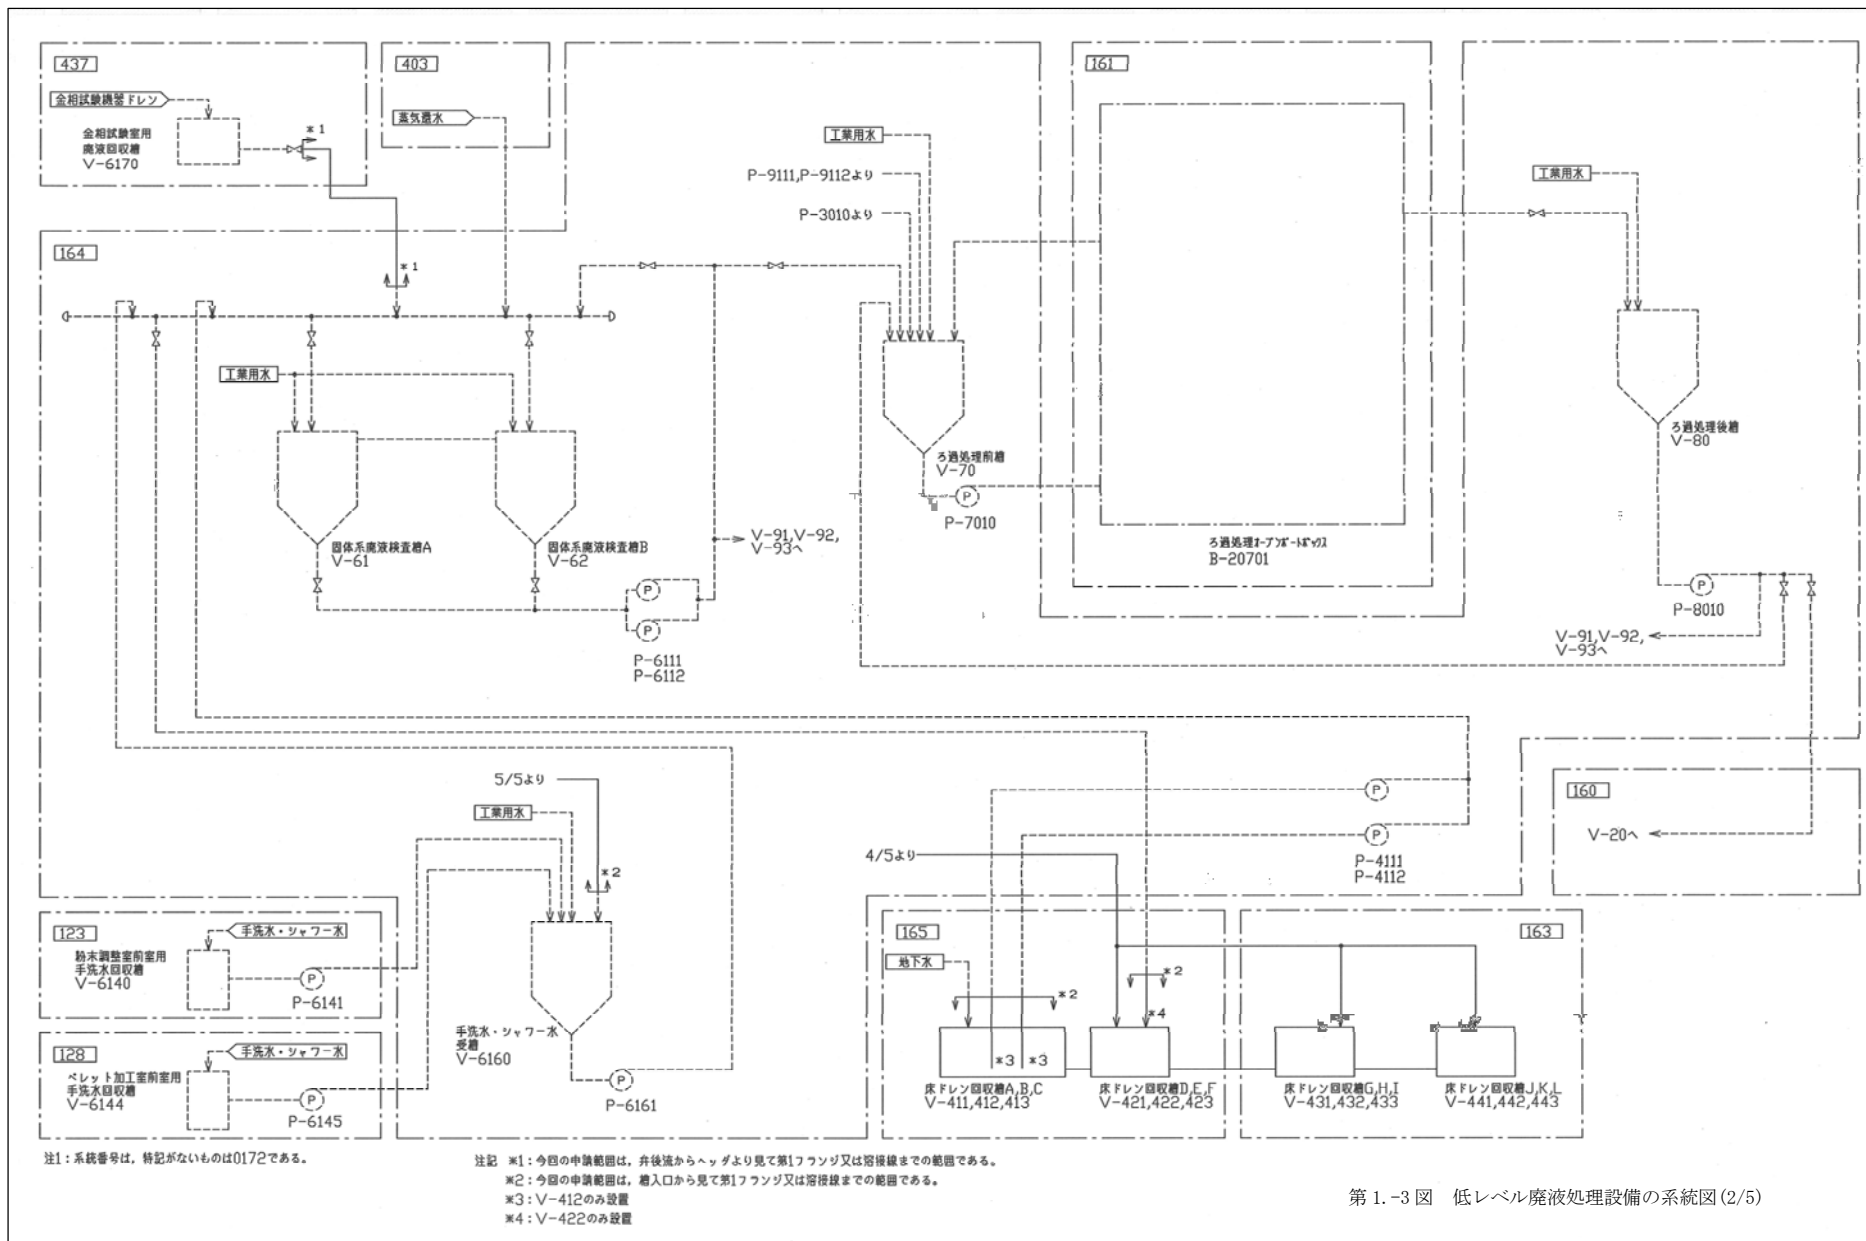 437
金相試験機器ドレン
金相試験室用
廃液回収槽
V-6170
*1
403
蒸気還水
164
*1
工業用水
P-9111,P-9112より
P-3010より
161
工業用水
工業用水
固体系廃液検査槽A
V-61
固体系廃液検査槽B
V-62
P
P
P-6111
P-6112
V-91,V-92,
V-93へ
ろ過処理前槽
V-70
P
P-7010
ろ過処理オープンポートボックス
B-20701
ろ過処理後槽
V-80
P
P-8010
V-91,V-92,
V-93へ
160
V-20へ
5/5より
工業用水
*2
P
P
P-4111
P-4112
4/5より
123
手洗水・シャワー水
粉末調整室前室用
手洗水回収槽
V-6140
P
P-6141
128
手洗水・シャワー水
ペレット加工室前室用
手洗水回収槽
V-6144
P
P-6145
手洗水・シャワー水
受槽
V-6160
P
P-6161
165
地下水
*2
*2
*4
*3 *3
床ドレン回収槽A,B,C
V-411,412,413
床ドレン回収槽D,E,F
V-421,422,423
163
床ドレン回収槽G,H,I
V-431,432,433
床ドレン回収槽J,K,L
V-441,442,443
注1：系統番号は，特記がないものは0172である。
注記 *1：今回の申請範囲は，弁後流からヘッダより見て第1フランジ又は溶接線までの範囲である。
*2：今回の申請範囲は，槽入口から見て第1フランジ又は溶接線までの範囲である。
*3：V-412のみ設置
*4：V-422のみ設置
第 1.-3 図 低レベル廃液処理設備の系統図(2/5)